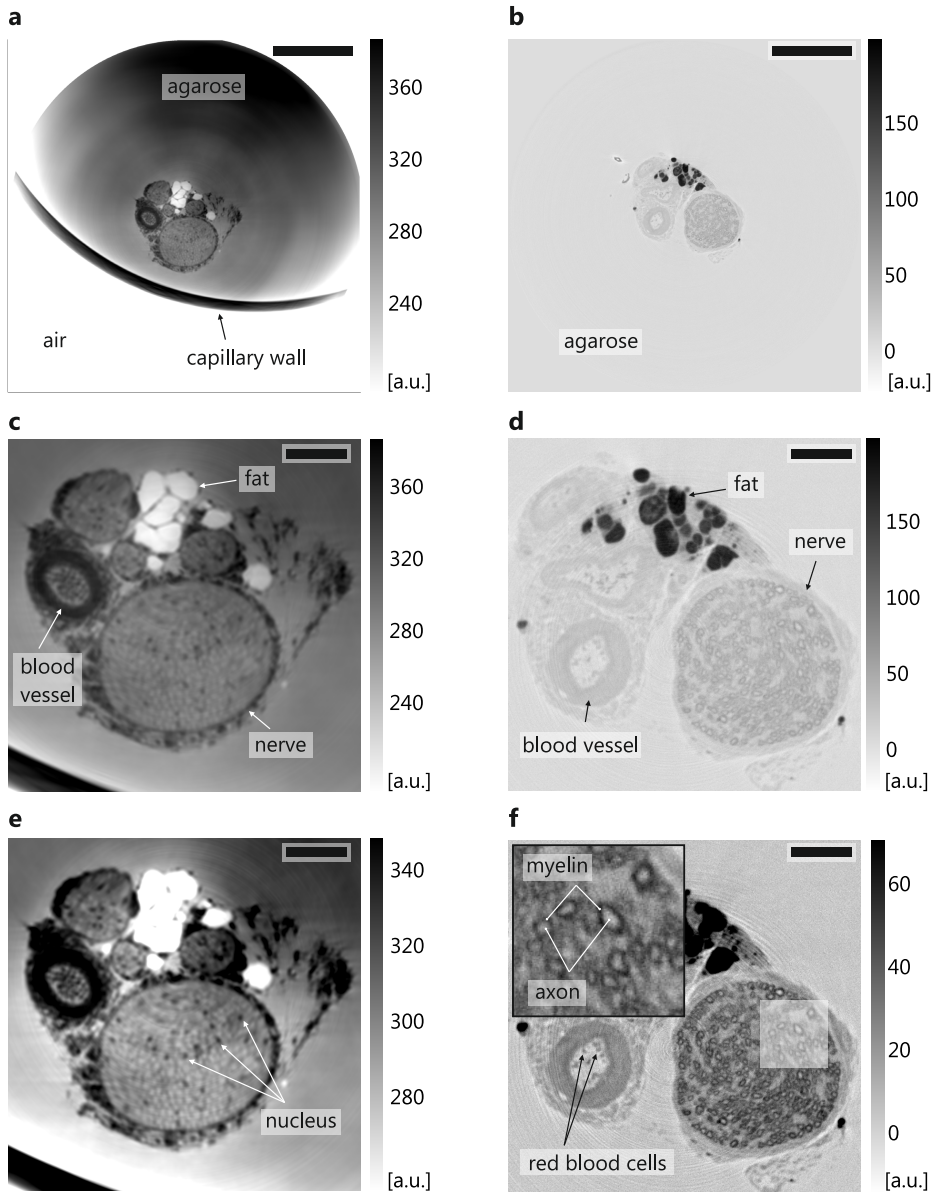 a
agarose
air
capillary wall
360
320
280
240
[a.u.]
b
agarose
150
100
50
0
[a.u.]
c
fat
blood
vessel
nerve
360
320
280
240
[a.u.]
d
fat
nerve
blood vessel
150
100
50
0
[a.u.]
e
nucleus
340
320
300
280
[a.u.]
f
myelin
axon
red blood cells
60
40
20
0
[a.u.]